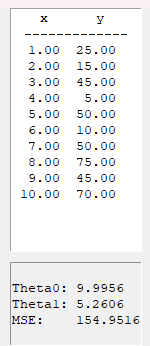 x y
-------------
1.00 25.00
2.00 15.00
3.00 45.00
4.00 5.00
5.00 50.00
6.00 10.00
7.00 50.00
8.00 75.00
9.00 45.00
10.00 70.00
Theta0: 9.9956
Theta1: 5.2606
MSE: 154.9516